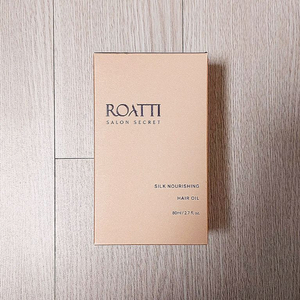 ROATTI
SALON SECRET
SILK NOURISHING
HAIR OIL
80ml / 2.7 fl.oz